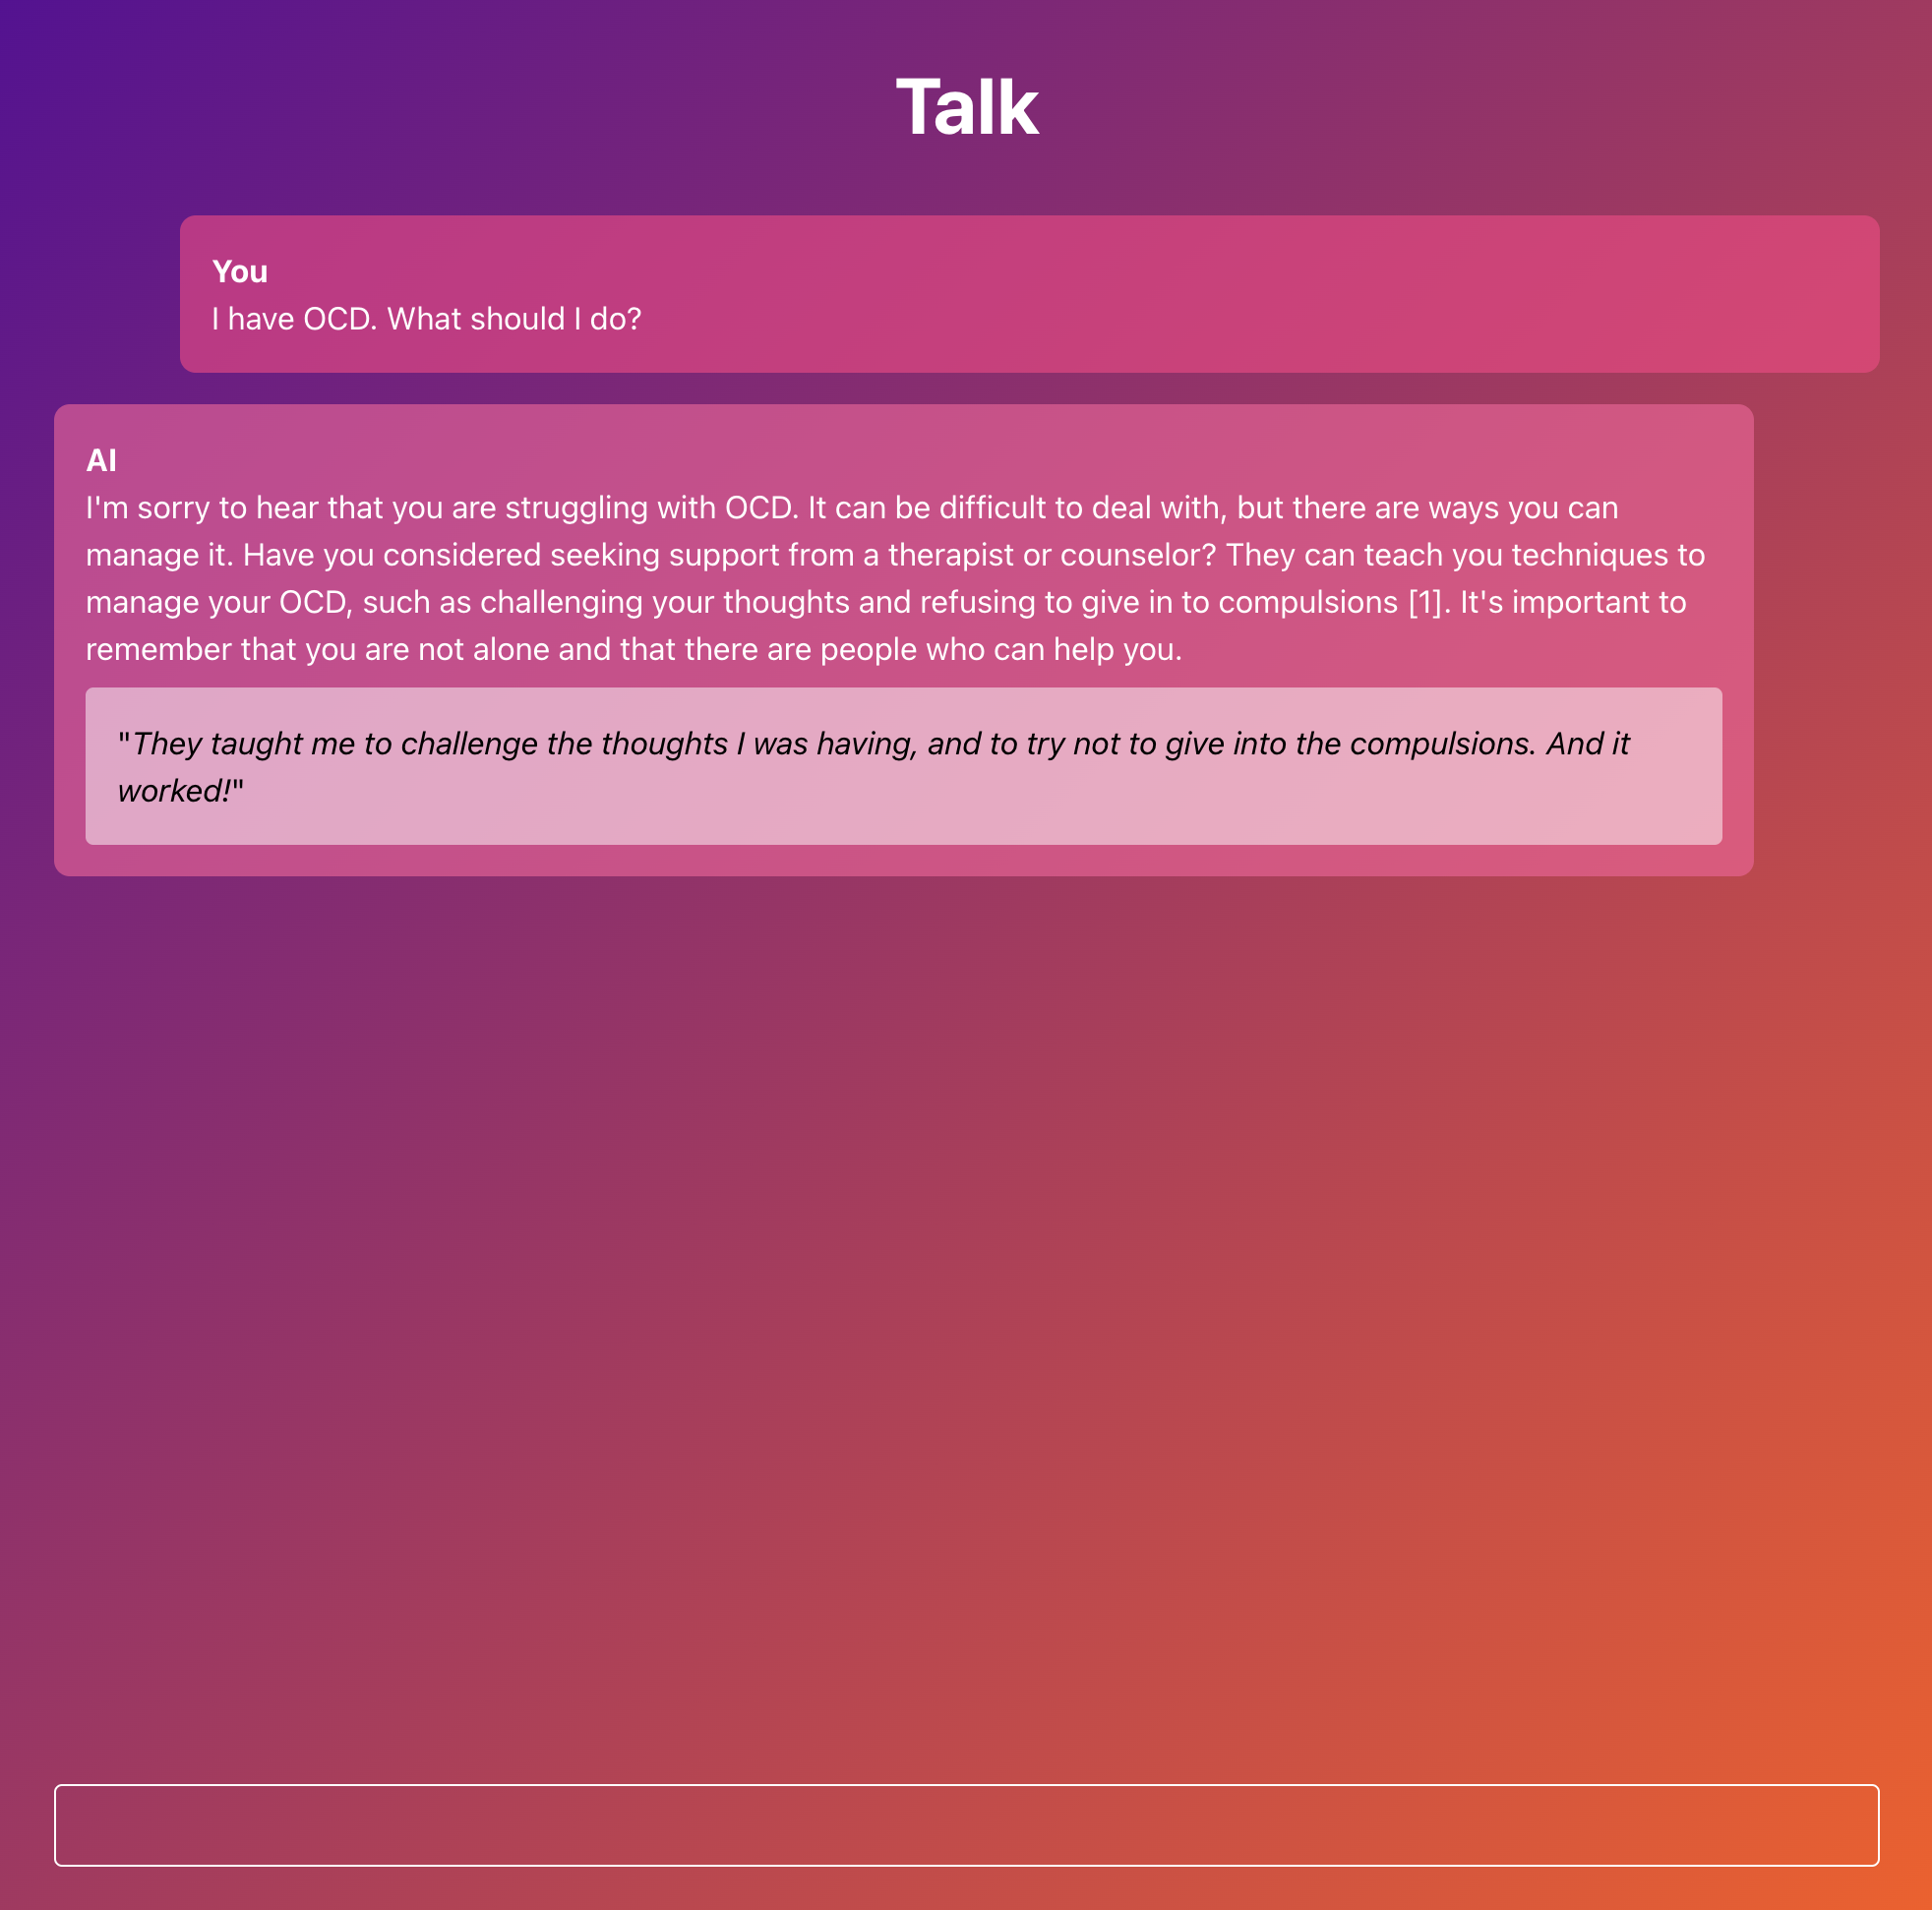 Talk
You
I have OCD. What should I do?
AI
I'm sorry to hear that you are struggling with OCD. It can be difficult to deal with, but there are ways you can
manage it. Have you considered seeking support from a therapist or counselor? They can teach you techniques to
manage your OCD, such as challenging your thoughts and refusing to give in to compulsions [1]. It's important to
remember that you are not alone and that there are people who can help you.
"They taught me to challenge the thoughts I was having, and to try not to give into the compulsions. And it
worked!"